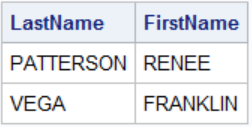 LastName FirstName
PATTERSON RENEE
VEGA FRANKLIN